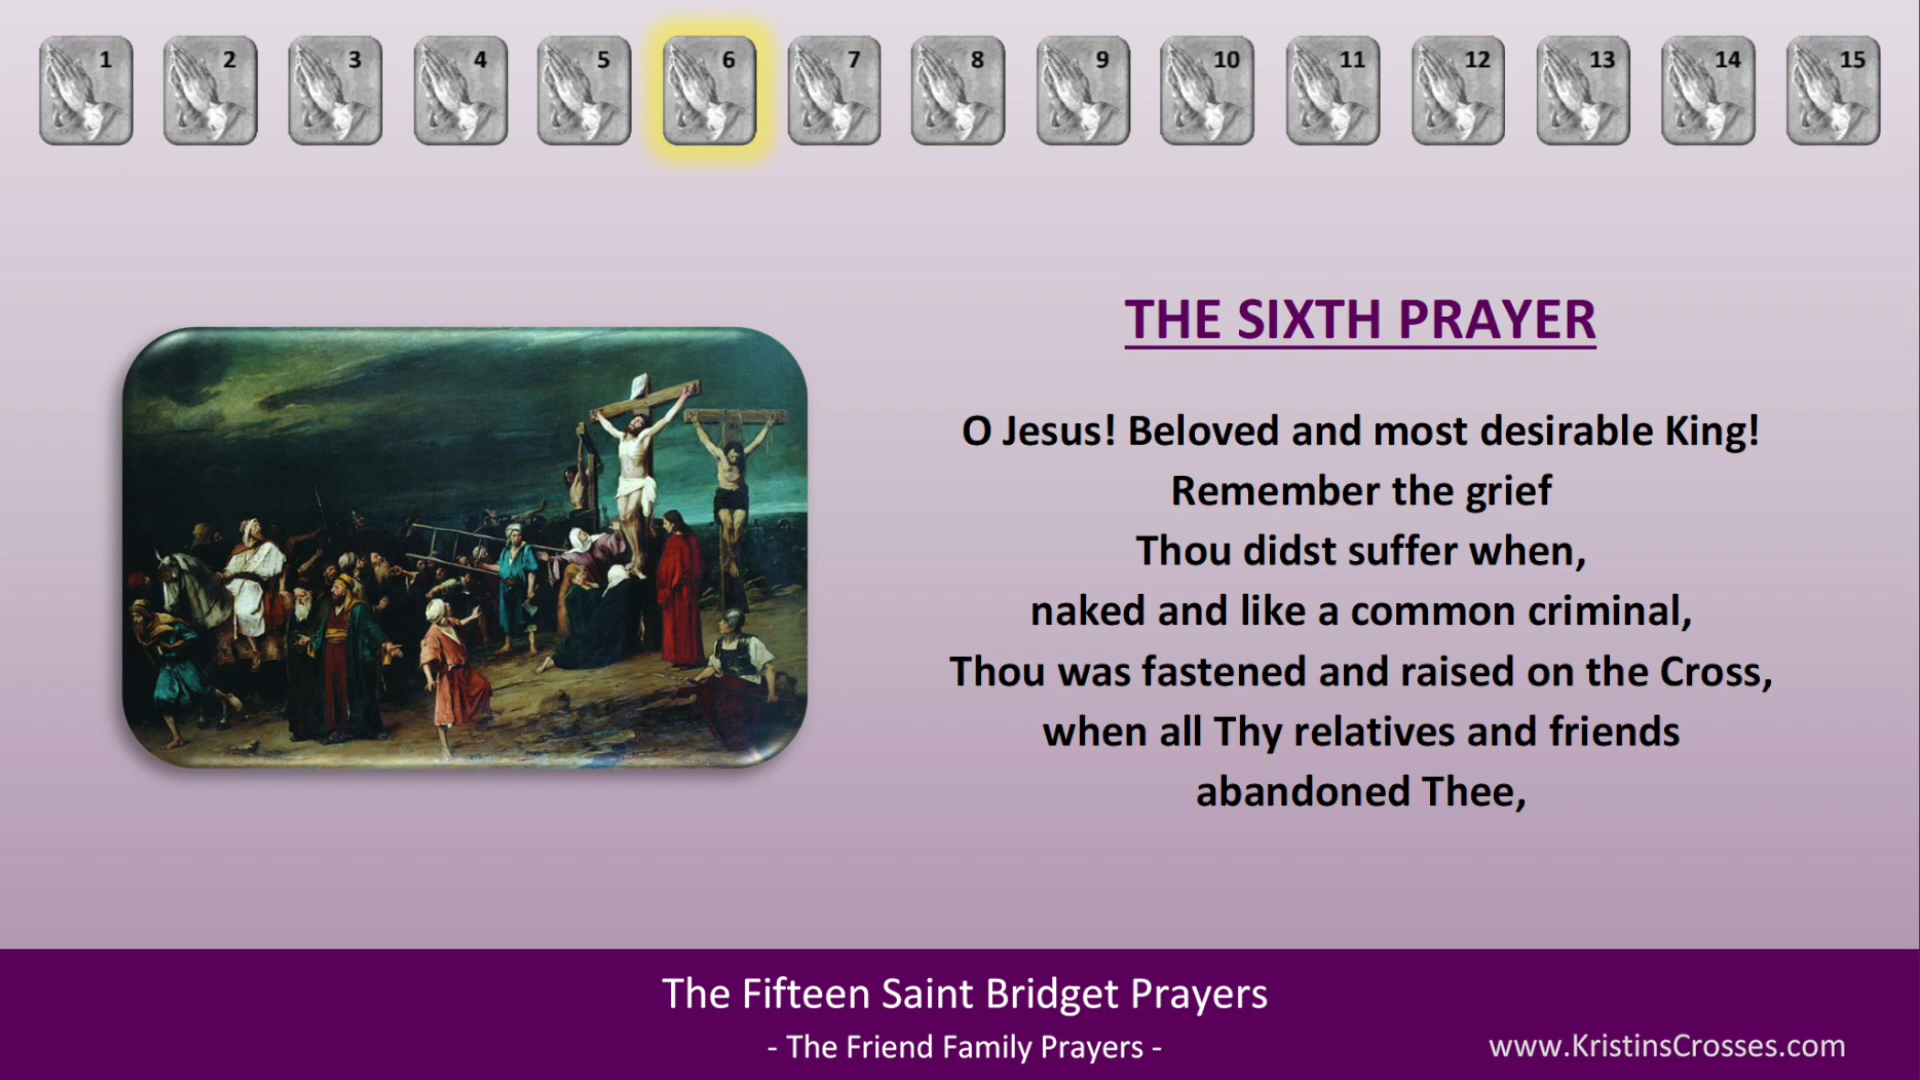 1 2 3 4 5 6 7 8 9 10 11 12 13 14 15
THE SIXTH PRAYER
O Jesus! Beloved and most desirable King!
Remember the grief
Thou didst suffer when,
naked and like a common criminal,
Thou was fastened and raised on the Cross,
when all Thy relatives and friends
abandoned Thee,
The Fifteen Saint Bridget Prayers
- The Friend Family Prayers -
www.KristinsCrosses.com